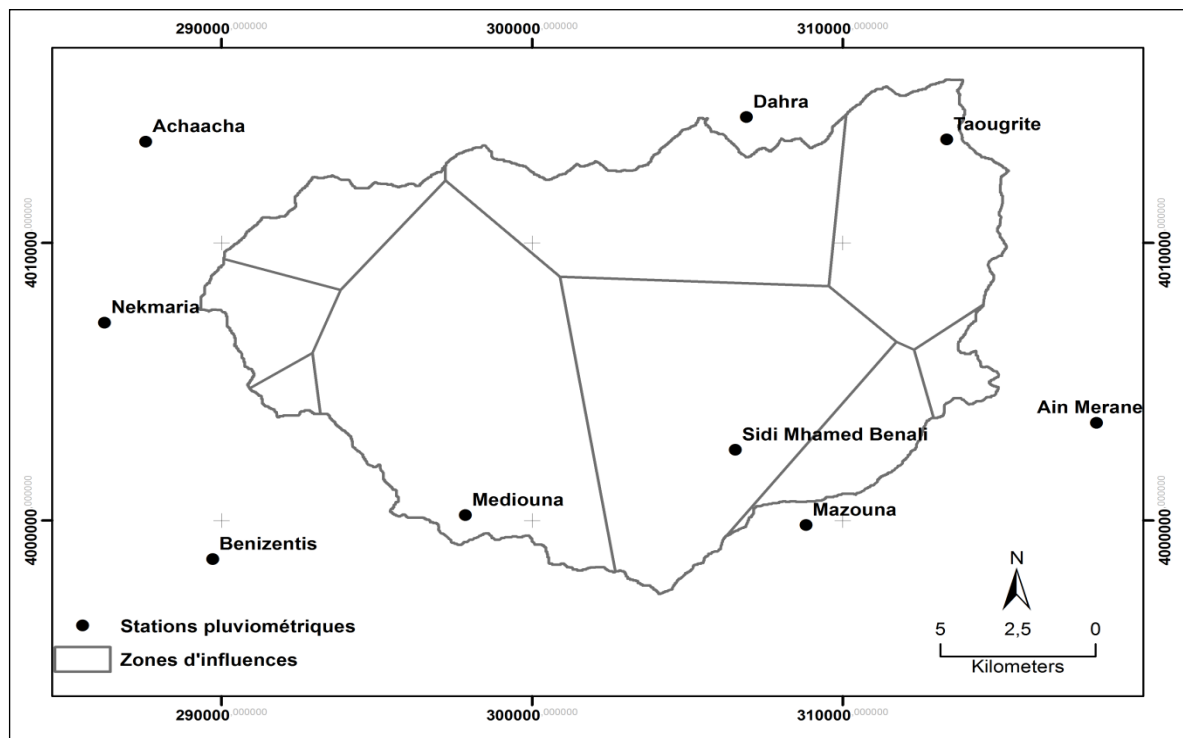 290000.000000 300000.000000 310000.000000
Dahra
Achaacha
Taougrite
4010000.000000 4010000.000000
Nekmaria
Ain Merane
Sidi Mhamed Benali
Mediouna
Mazouna
4000000.000000 4000000.000000
Benizentis
N
Stations pluviométriques
5 2,5 0
Zones d'influences
Kilometers
290000.000000 300000.000000 310000.000000